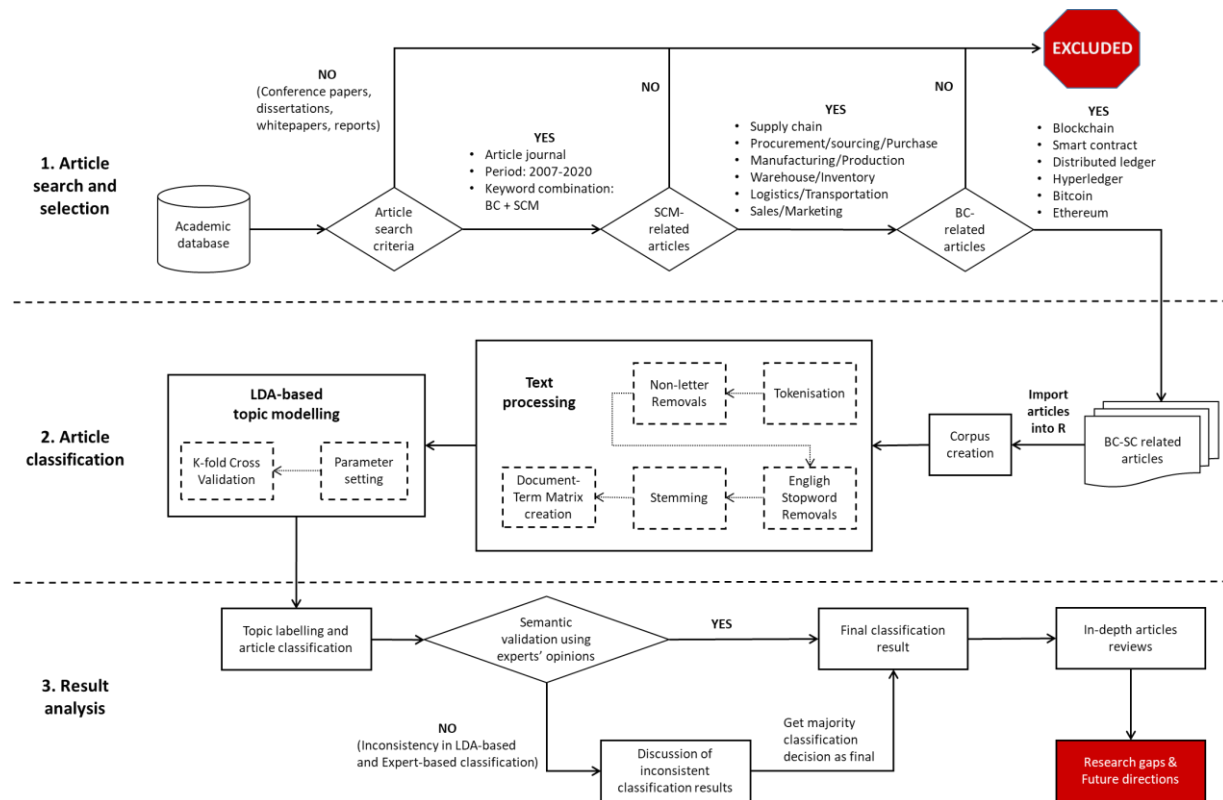 EXCLUDED
NO
(Conference papers,
dissertations,
whitepapers, reports)
YES
• Article journal
• Period: 2007-2020
• Keyword combination:
BC + SCM
NO
YES
• Supply chain
• Procurement/sourcing/Purchase
• Manufacturing/Production
• Warehouse/Inventory
• Logistics/Transportation
• Sales/Marketing
NO
YES
• Blockchain
• Smart contract
• Distributed ledger
• Hyperledger
• Bitcoin
• Ethereum
1. Article
search and
selection
Academic
database
Article
search
criteria
SCM-
related
articles
BC-
related
articles
2. Article
classification
LDA-based
topic modelling
K-fold Cross
Validation
Parameter
setting
Text
processing
Non-letter
Removals
Tokenisation
Document-
Term Matrix
creation
Stemming
Engligh
Stopword
Removals
Corpus
creation
Import
articles
into R
BC-SC related
articles
3. Result
analysis
Topic labelling and
article classification
Semantic
validation using
experts' opinions
YES
Final classification
result
In-depth articles
reviews
NO
(Inconsistency in LDA-based
and Expert-based classification)
Discussion of
inconsistent
classification results
Get majority
classification
decision as final
Research gaps &
Future directions